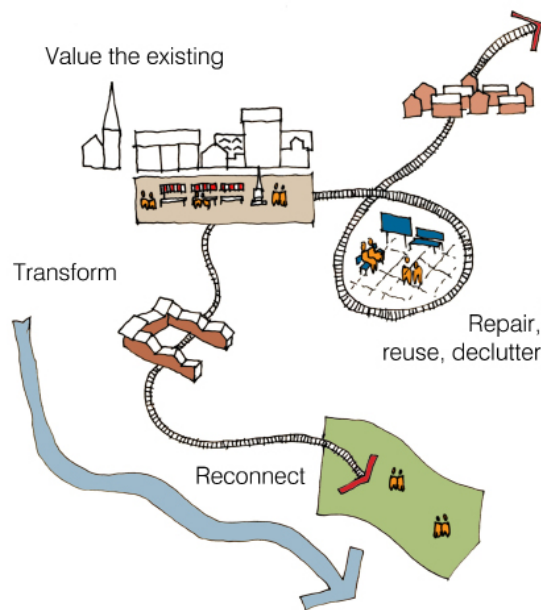 Value the existing
Transform
Repair,
reuse, declutter
Reconnect